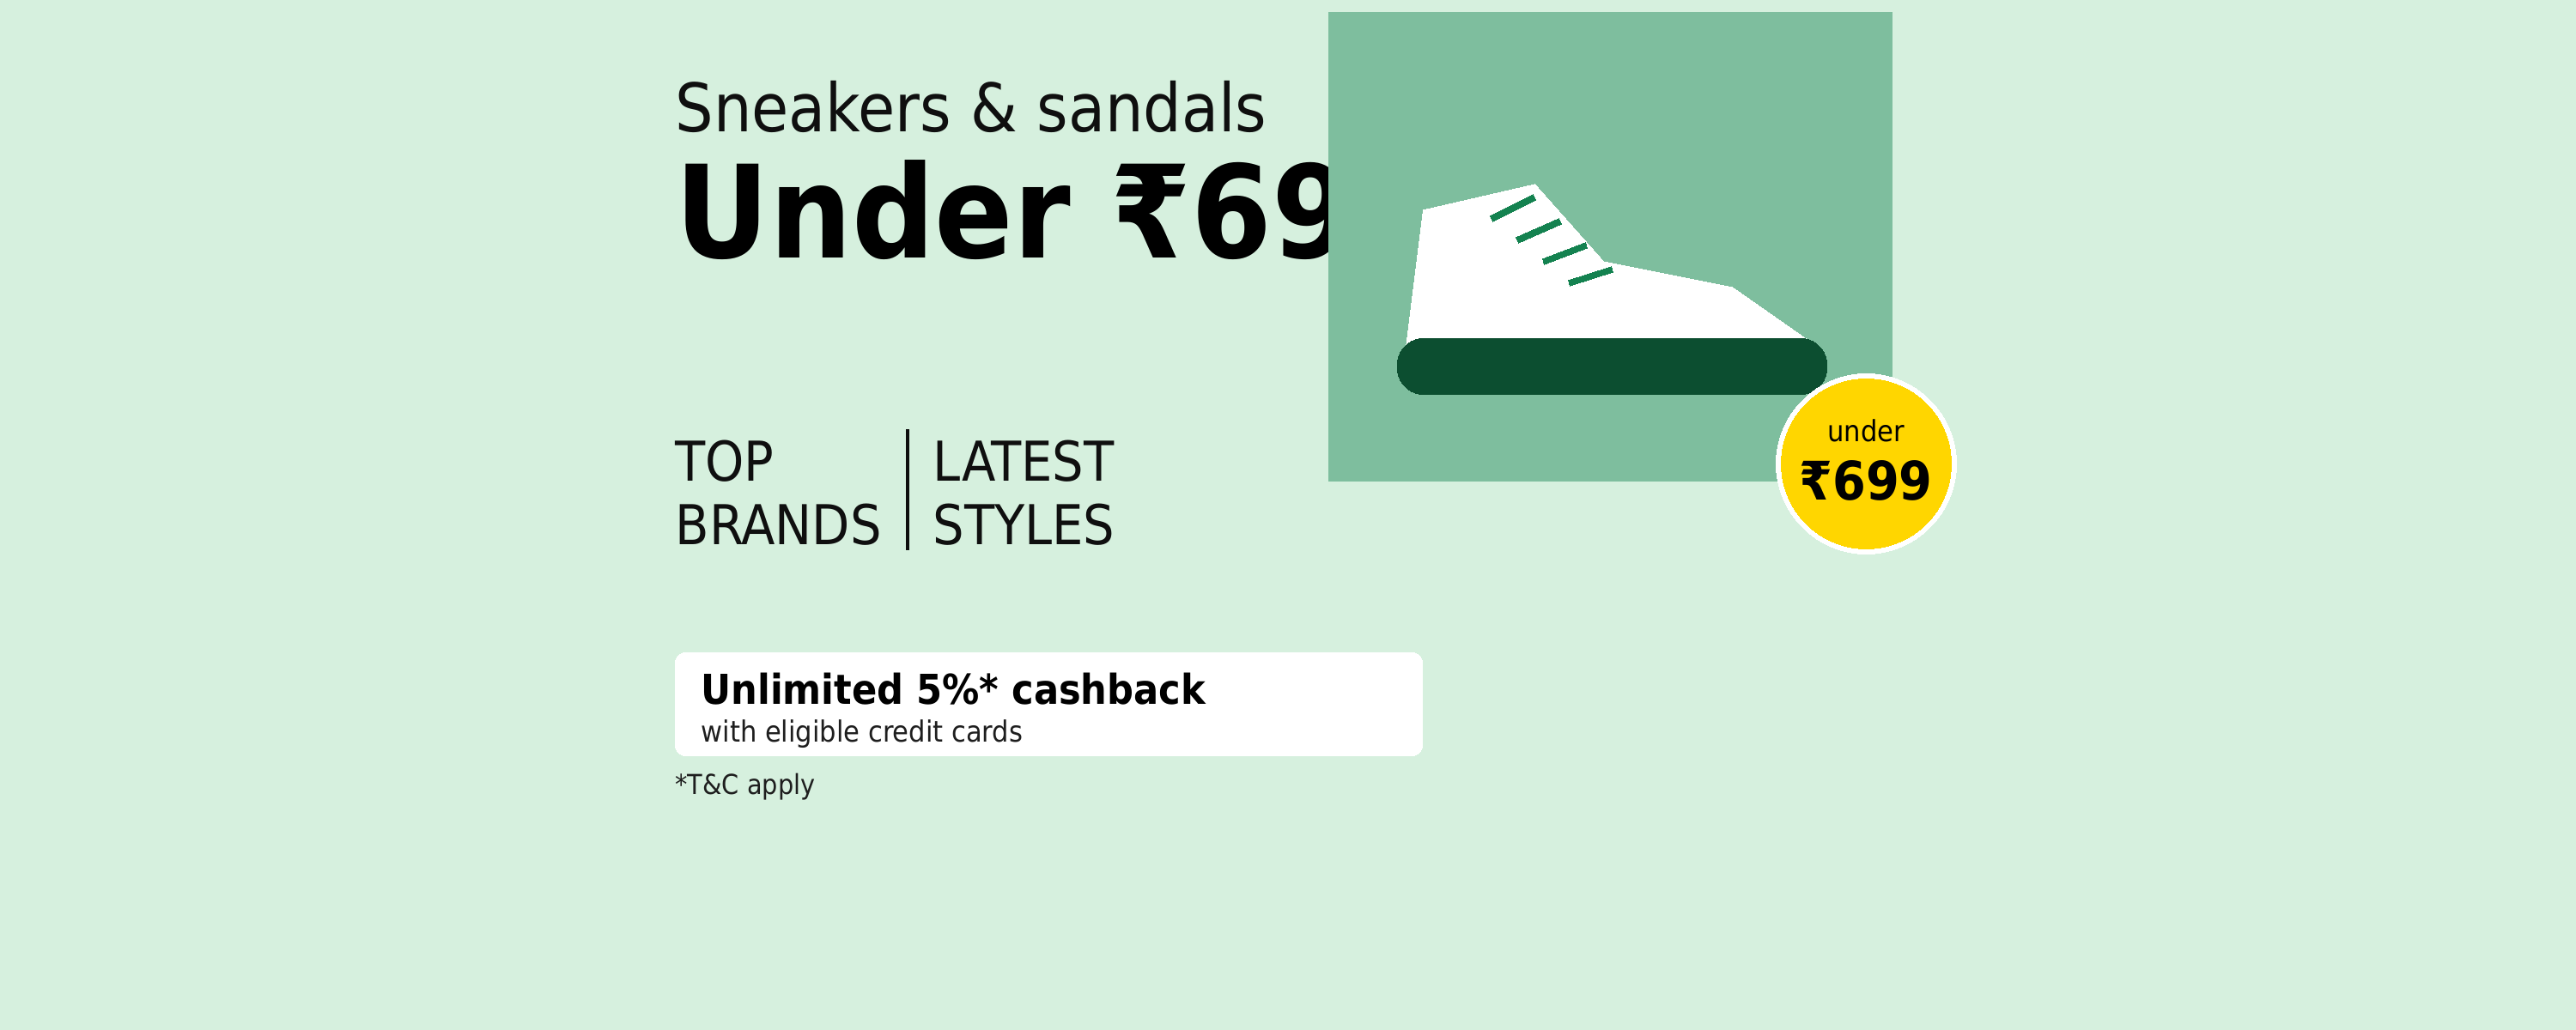 Sneakers & sandals
Under ₹69
TOP
BRANDS
LATEST
STYLES
under
₹699
Unlimited 5%* cashback
with eligible credit cards
*T&C apply